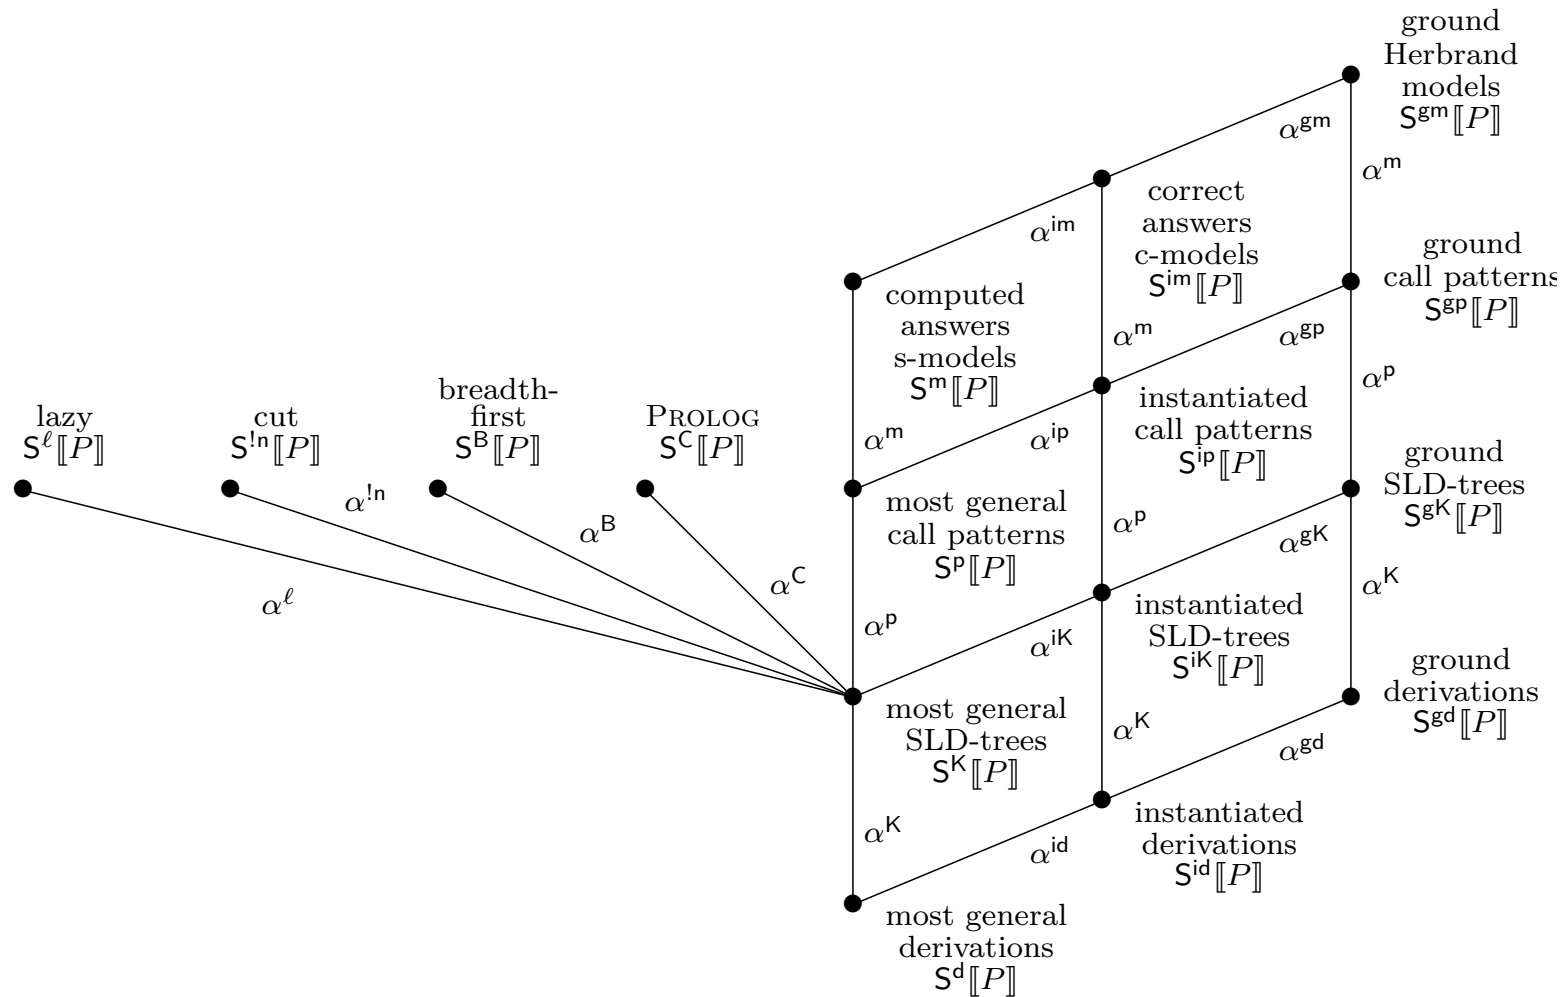 ground
Herbrand
models
S^gm⟦P⟧
α^gm
α^m
correct
answers
c-models
S^im⟦P⟧
α^im
ground
call patterns
S^gp⟦P⟧
computed
answers
s-models
S^m⟦P⟧
α^m
α^gp
α^p
lazy
S^ℓ⟦P⟧
cut
S^!n⟦P⟧
breadth-
first
S^B⟦P⟧
PROLOG
S^C⟦P⟧
α^m
α^ip
instantiated
call patterns
S^ip⟦P⟧
ground
SLD-trees
S^gK⟦P⟧
α^!n
α^B
α^C
α^ℓ
most general
call patterns
S^p⟦P⟧
α^p
α^gK
α^K
α^p
α^iK
instantiated
SLD-trees
S^iK⟦P⟧
ground
derivations
S^gd⟦P⟧
most general
SLD-trees
S^K⟦P⟧
α^K
α^gd
α^K
α^id
instantiated
derivations
S^id⟦P⟧
most general
derivations
S^d⟦P⟧